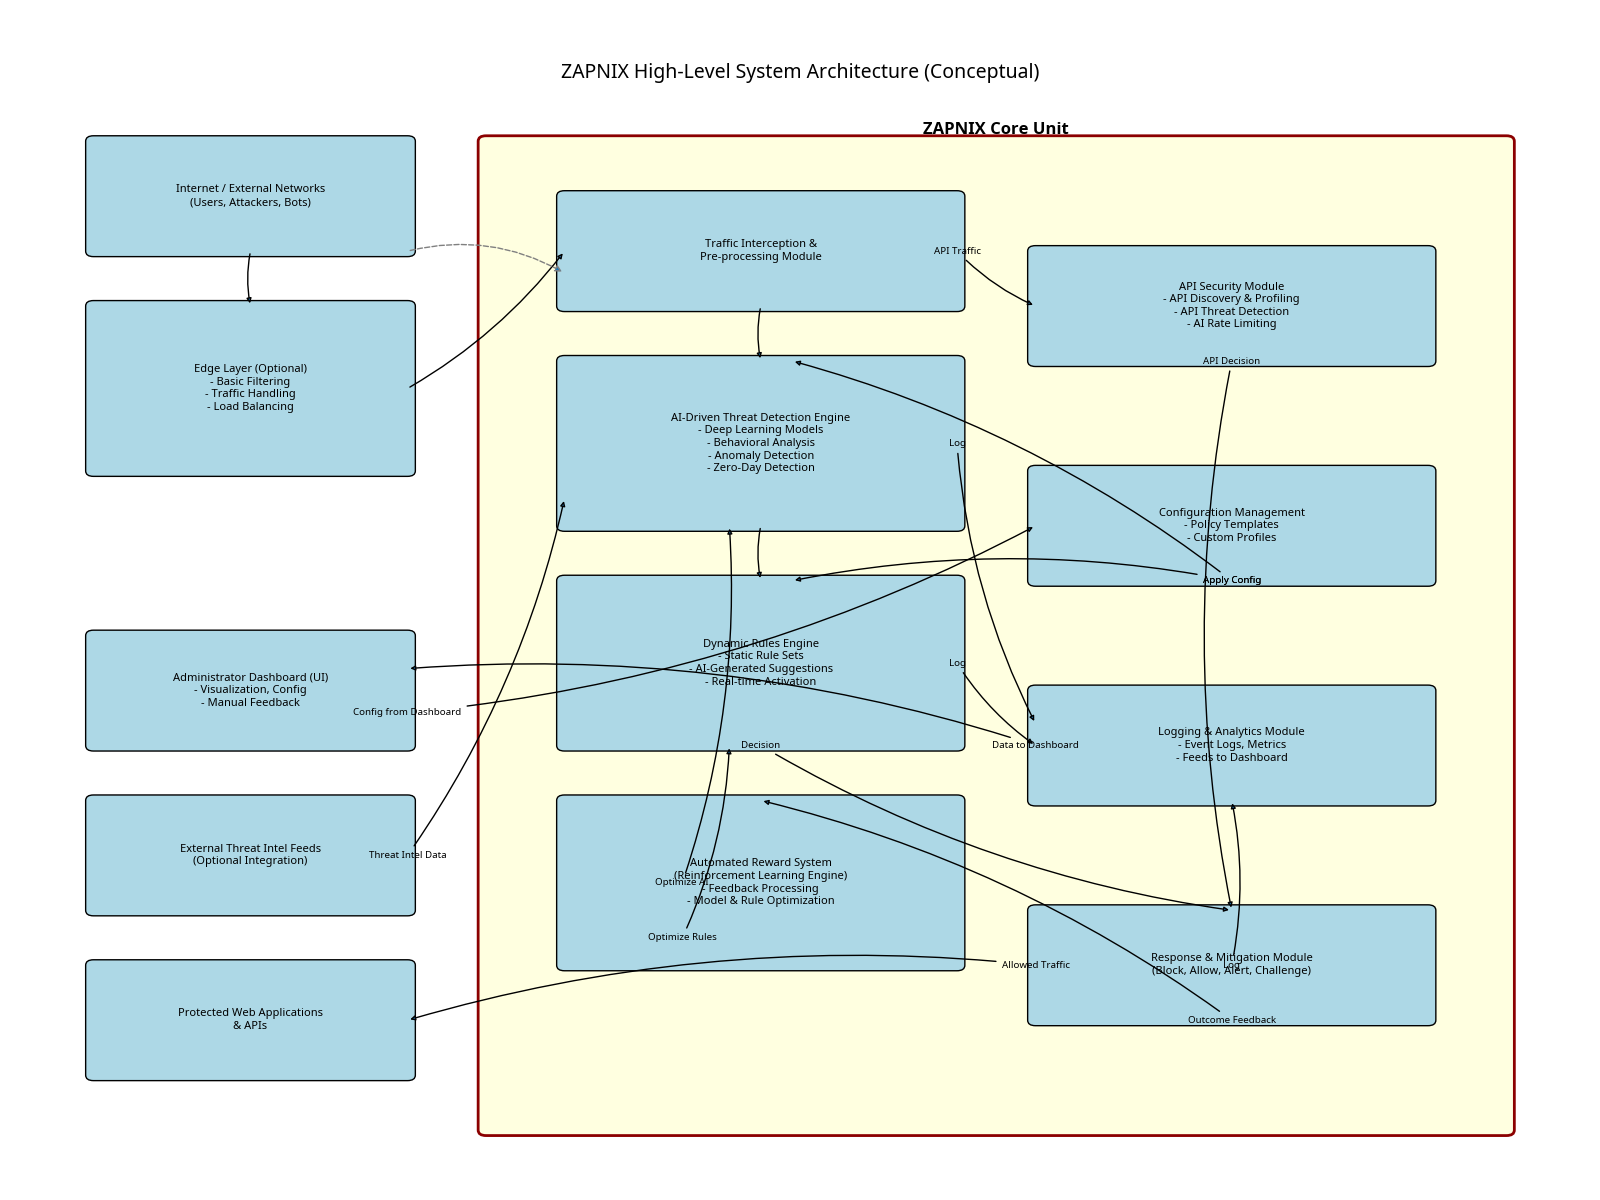 ZAPNIX High-Level System Architecture (Conceptual)
ZAPNIX Core Unit
Internet / External Networks
(Users, Attackers, Bots)
Edge Layer (Optional)
- Basic Filtering
- Traffic Handling
- Load Balancing
Administrator Dashboard (UI)
- Visualization, Config
- Manual Feedback
Config from Dashboard
External Threat Intel Feeds
(Optional Integration)
Threat Intel Data
Protected Web Applications
& APIs
Traffic Interception &
Pre-processing Module
API Traffic
AI-Driven Threat Detection Engine
- Deep Learning Models
- Behavioral Analysis
- Anomaly Detection
- Zero-Day Detection
Log
Dynamic Rules Engine
- Static Rule Sets
- AI-Generated Suggestions
- Real-time Activation
Log
Decision
Automated Reward System
(Reinforcement Learning Engine)
- Feedback Processing
- Model & Rule Optimization
Optimize AI
Optimize Rules
API Security Module
- API Discovery & Profiling
- API Threat Detection
- AI Rate Limiting
API Decision
Configuration Management
- Policy Templates
- Custom Profiles
Apply Config
Logging & Analytics Module
- Event Logs, Metrics
- Feeds to Dashboard
Data to Dashboard
Response & Mitigation Module
(Block, Allow, Alert, Challenge)
Log
Allowed Traffic
Outcome Feedback